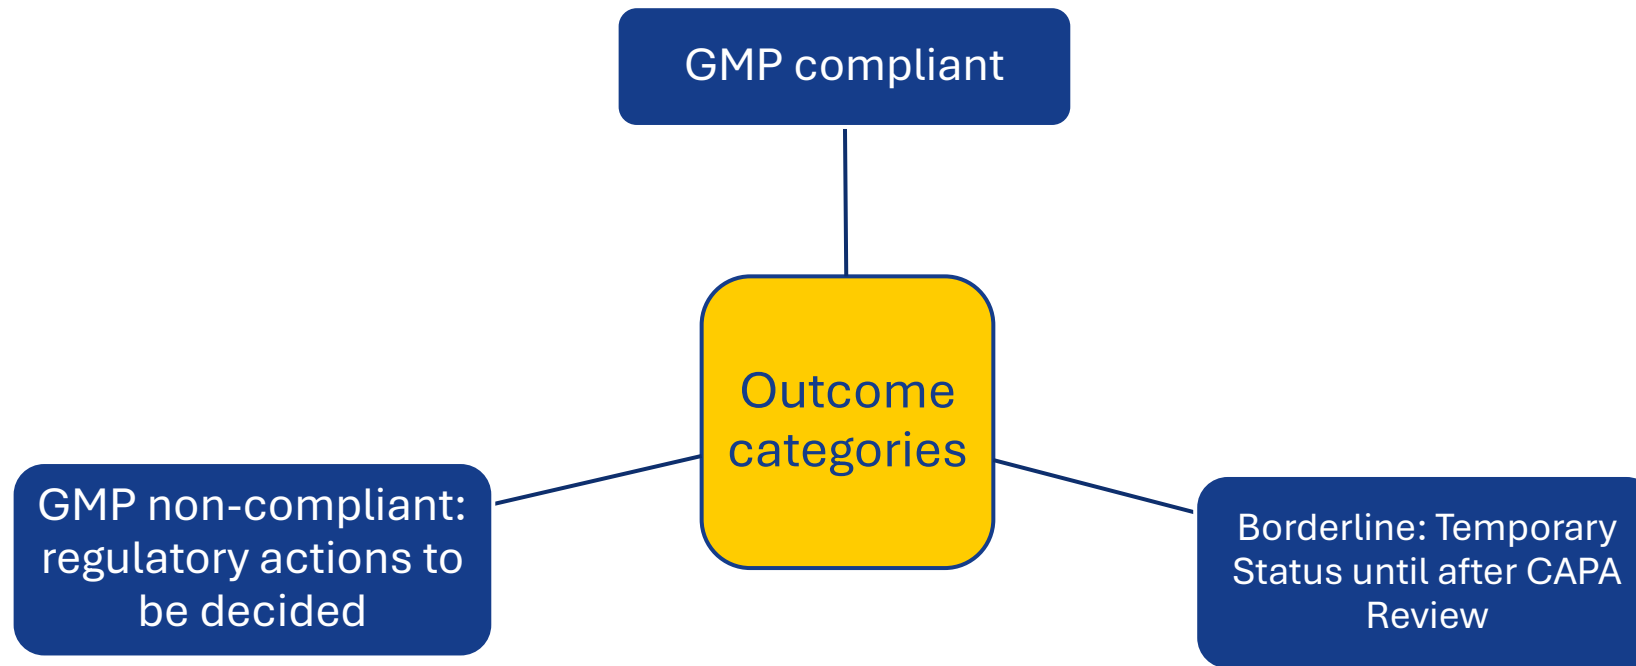 GMP compliant
Outcome
categories
GMP non-compliant:
regulatory actions to
be decided
Borderline: Temporary
Status until after CAPA
Review